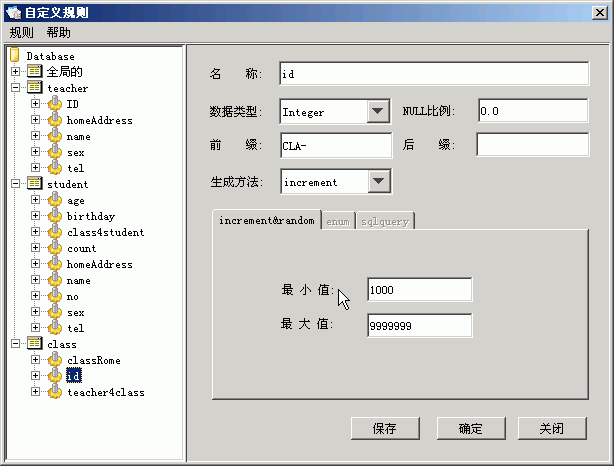 自定义规则
规则 帮助
Database
全局的
teacher
ID
homeAddress
name
sex
tel
student
age
birthday
class4student
count
homeAddress
name
no
sex
tel
class
classRome
id
teacher4class
名 称: id
数据类型: Integer NULL比例: 0.0
前 缀: CLA- 后 缀:
生成方法: increment
increment&random enum sqlquery
最 小 值: 1000
最 大 值: 9999999
保存 确定 关闭